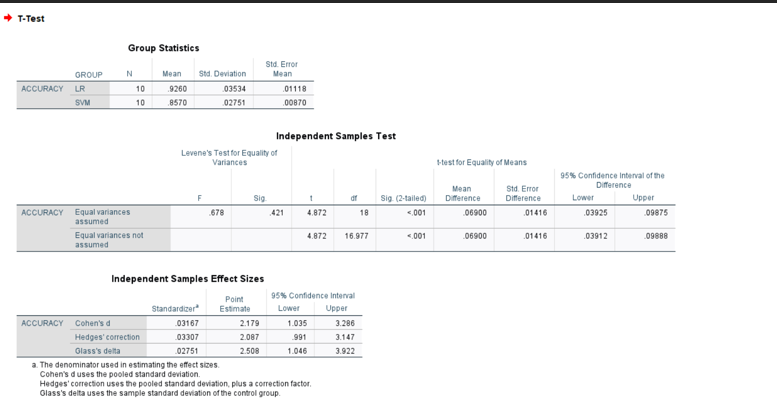 T-Test
Group Statistics
GROUP N Mean Std. Deviation Std. Error Mean
ACCURACY LR 10 .9260 .03534 .01118
SVM 10 .8570 .02751 .00870
Independent Samples Test
Levene's Test for Equality of Variances t-test for Equality of Means
95% Confidence Interval of the Difference
F Sig. t df Sig. (2-tailed) Mean Difference Std. Error Difference Lower Upper
ACCURACY Equal variances assumed .678 .421 4.872 18 <.001 .06900 .01416 .03925 .09875
Equal variances not assumed 4.872 16.977 <.001 .06900 .01416 .03912 .09888
Independent Samples Effect Sizes
Standardizera Point Estimate 95% Confidence Interval
Lower Upper
ACCURACY Cohen's d .03167 2.179 1.035 3.286
Hedges' correction .03307 2.087 .991 3.147
Glass's delta .02751 2.508 1.046 3.922
a. The denominator used in estimating the effect sizes.
Cohen's d uses the pooled standard deviation.
Hedges' correction uses the pooled standard deviation, plus a correction factor.
Glass's delta uses the sample standard deviation of the control group.